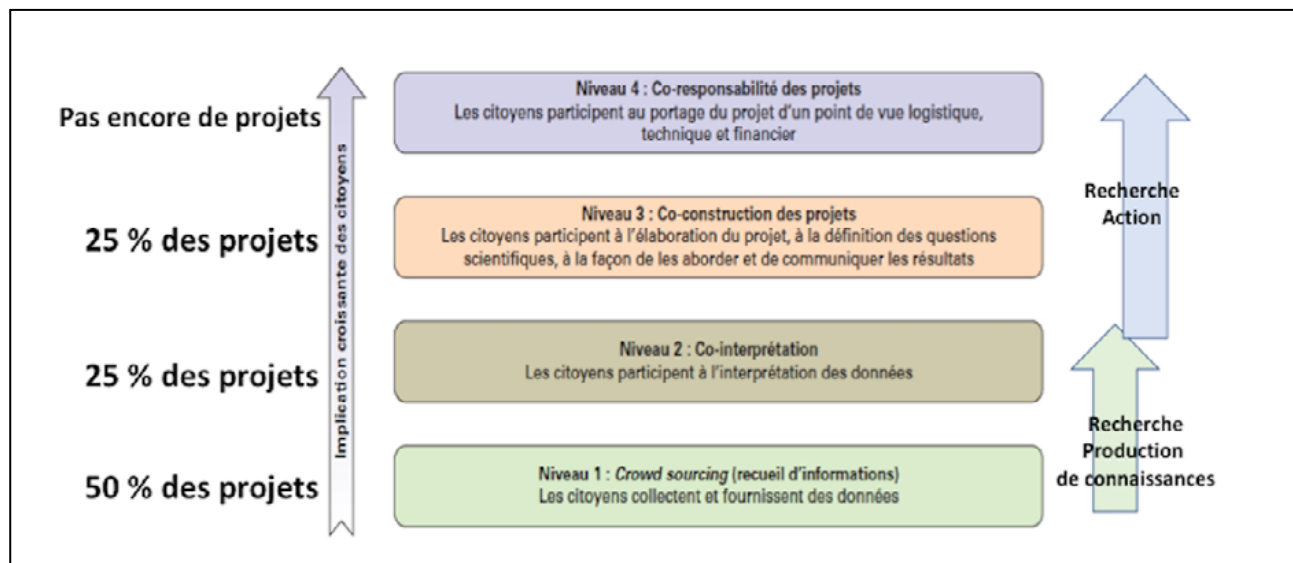 Pas encore de projets
Niveau 4 : Co-responsabilité des projets
Les citoyens participent au portage du projet d'un point de vue logistique,
technique et financier
25 % des projets
Niveau 3 : Co-construction des projets
Les citoyens participent à l'élaboration du projet, à la définition des questions
scientifiques, à la façon de les aborder et de communiquer les résultats
25 % des projets
Niveau 2 : Co-interprétation
Les citoyens participent à l'interprétation des données
50 % des projets
Niveau 1 : Crowd sourcing (recueil d'informations)
Les citoyens collectent et fournissent des données
Implication croissante des citoyens
Recherche
Action
Recherche
Production
de connaissances